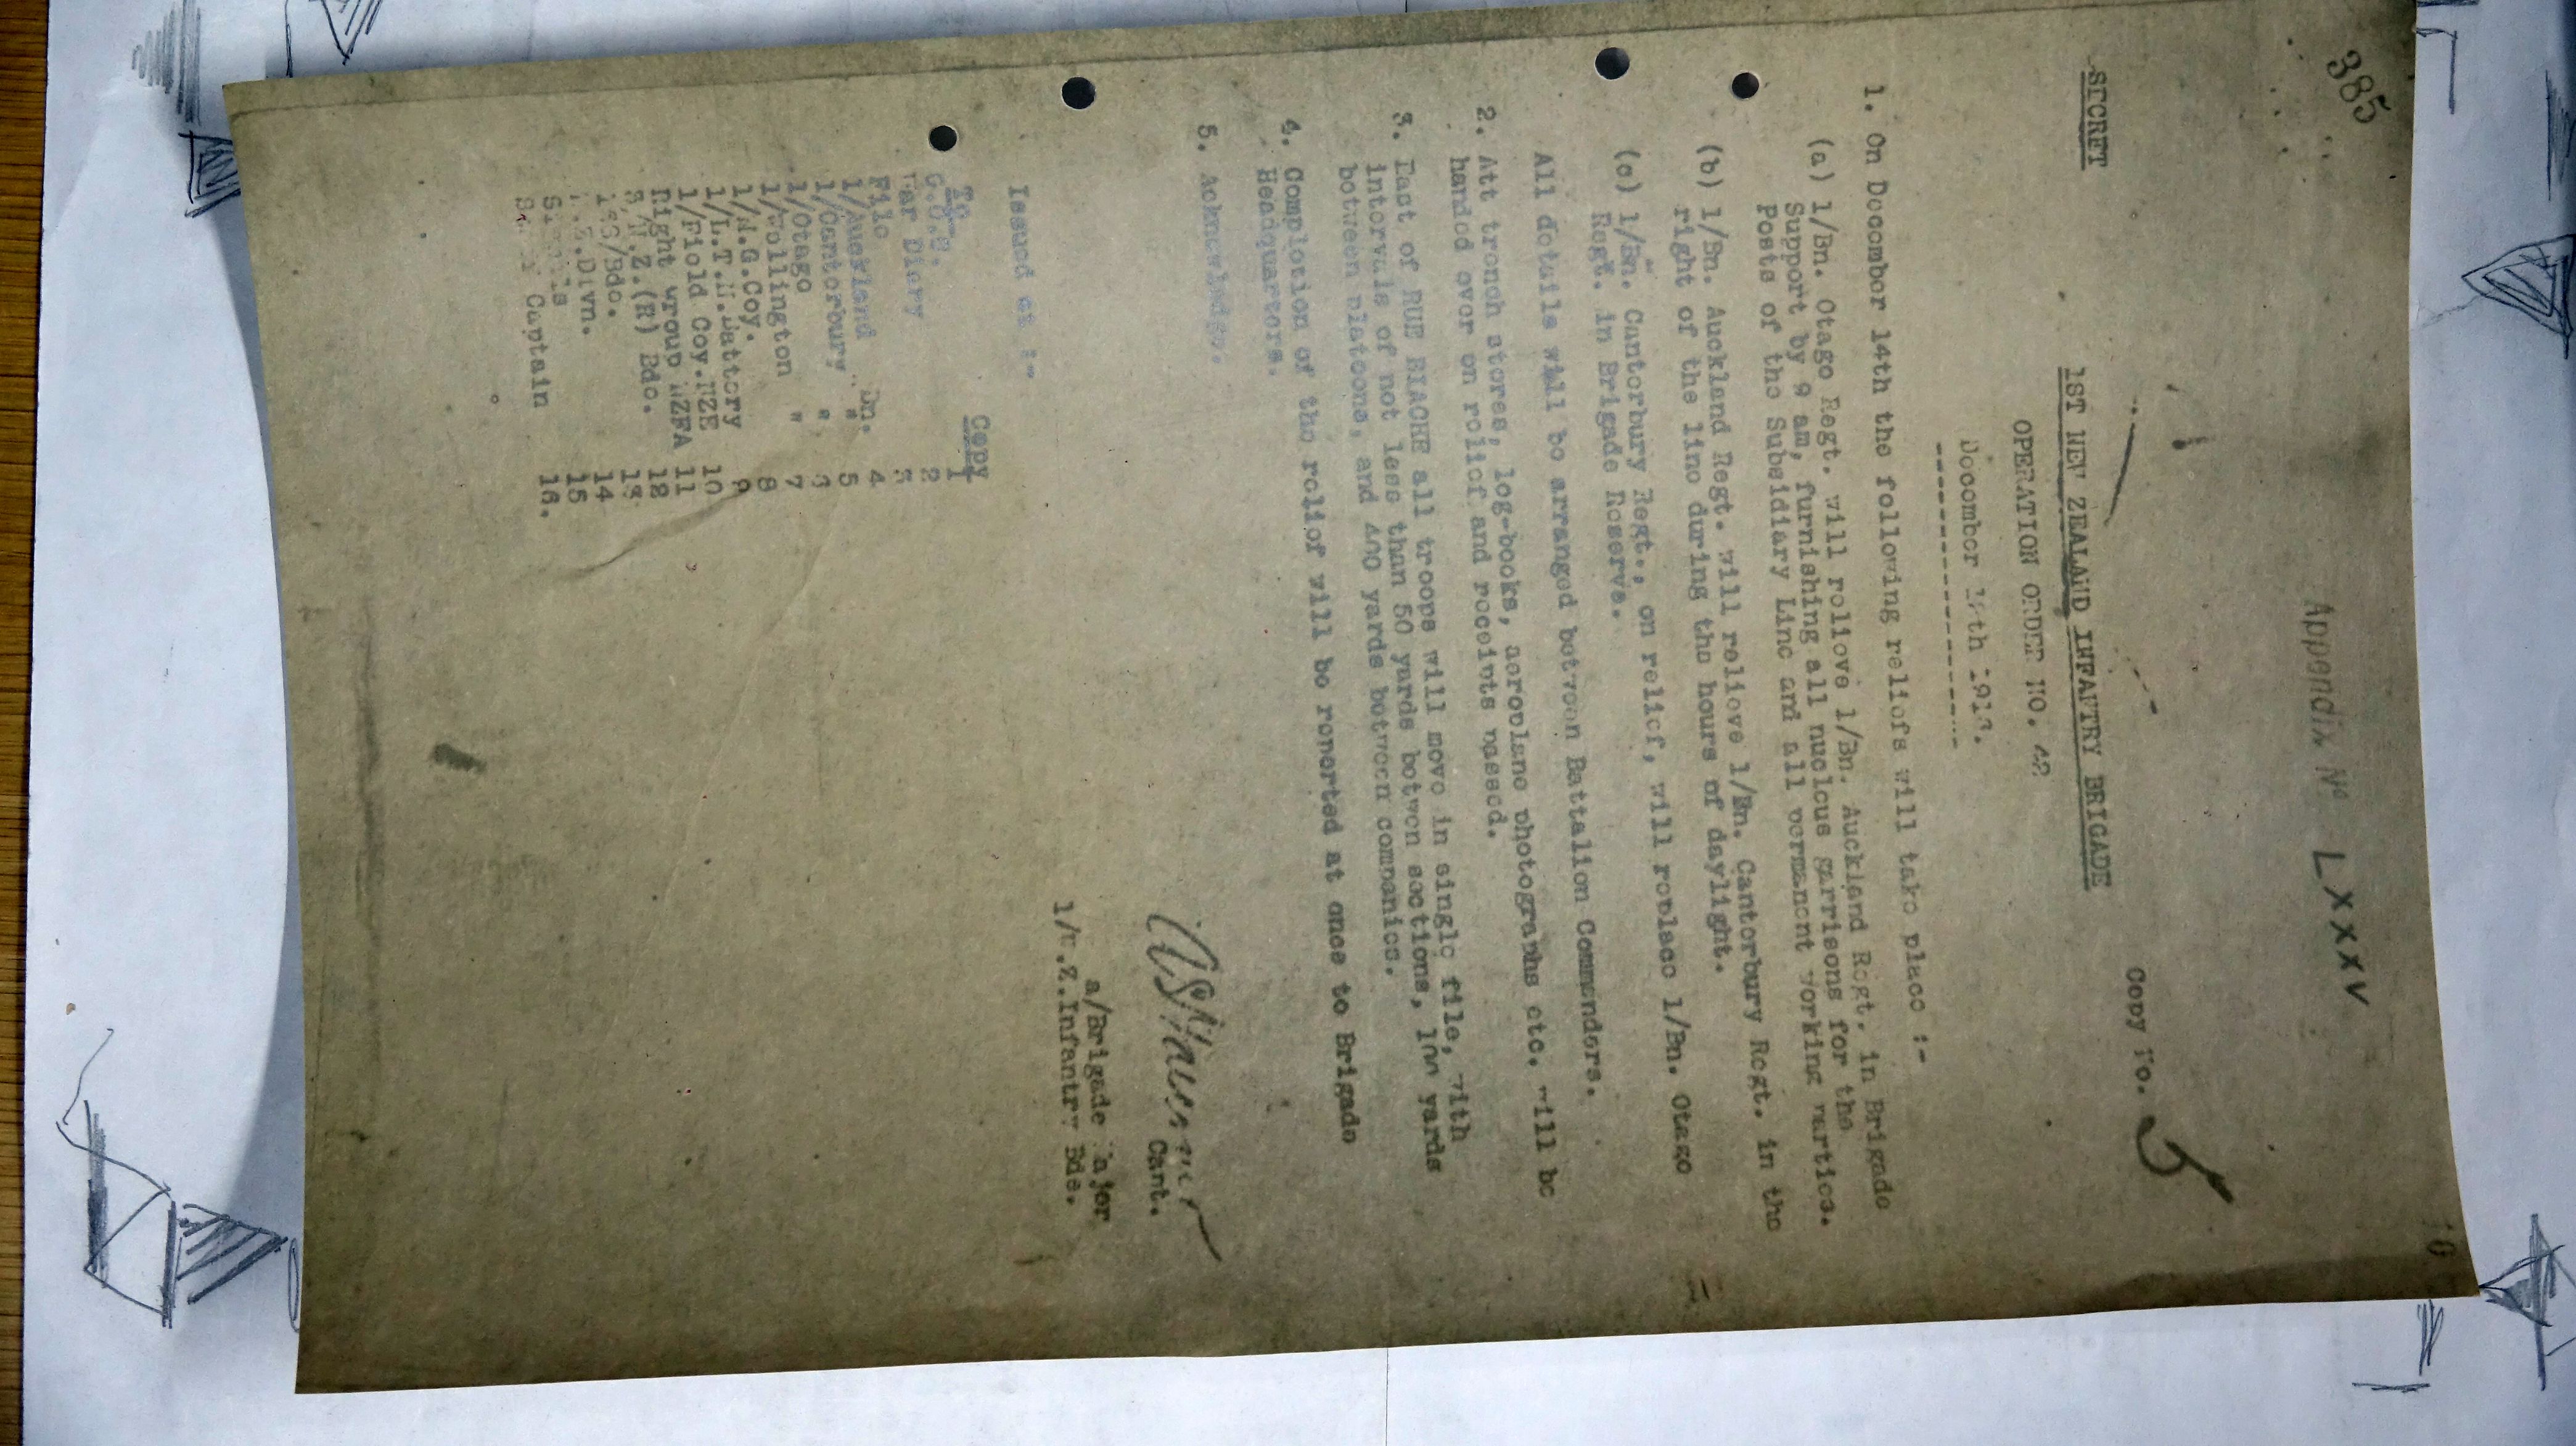 385
Appendix Nº LXXXV
SECRET
Copy No.
1ST NEW ZEALAND INFANTRY BRIGADE
OPERATION ORDER NO. 42
December
1. On December 14th the following reliefs will take place :-
(a) 1/Bn. Otago Regt. will relieve 1/Bn. Auckland Regt. in Brigade
Support by 9 am, furnishing all nucleus garrisons for the
Posts of the Subsidiary Line and all permanent working parties.
(b) 1/Bn. Auckland Regt. will relieve 1/Bn. Canterbury Regt. in the
right of the line during the hours of daylight.
(c) 1/Bn. Canterbury Regt., on relief, will replace 1/Bn. Otago
Regt. in Brigade Reserve.
All details will be arranged between Battalion Commanders.
2. Att trench stores, log-books, aeroplane photographs etc. will be
handed over on relief and receipts passed.
3. East of RUE BIACHE all troops will move in single file, with
intervals of not less than 50 yards betwen sections, 100 yards
between platoons, and 400 yards between companies.
4. Completion of the relief will be reported at once to Brigade
Headquarters.
5. Acknowledge.
Capt.
a/Brigade Major
1/N.Z.Infantry Bde.
Issued at :-
To Copy
G.O.C. 1
War Diary 2
File 4
1/Auckland Bn. 5
1/Canterbury "
1/Otago " 7
1/Wellington " 8
1/M.G.Coy. 9
1/L.T.M.Battery 10
1/Field Coy.NZE 11
Right Group NZFA 12
3/N.Z.(R) Bde. 13
Bde. 14
N.Z.Divn. 15
Signals 16.
Captain